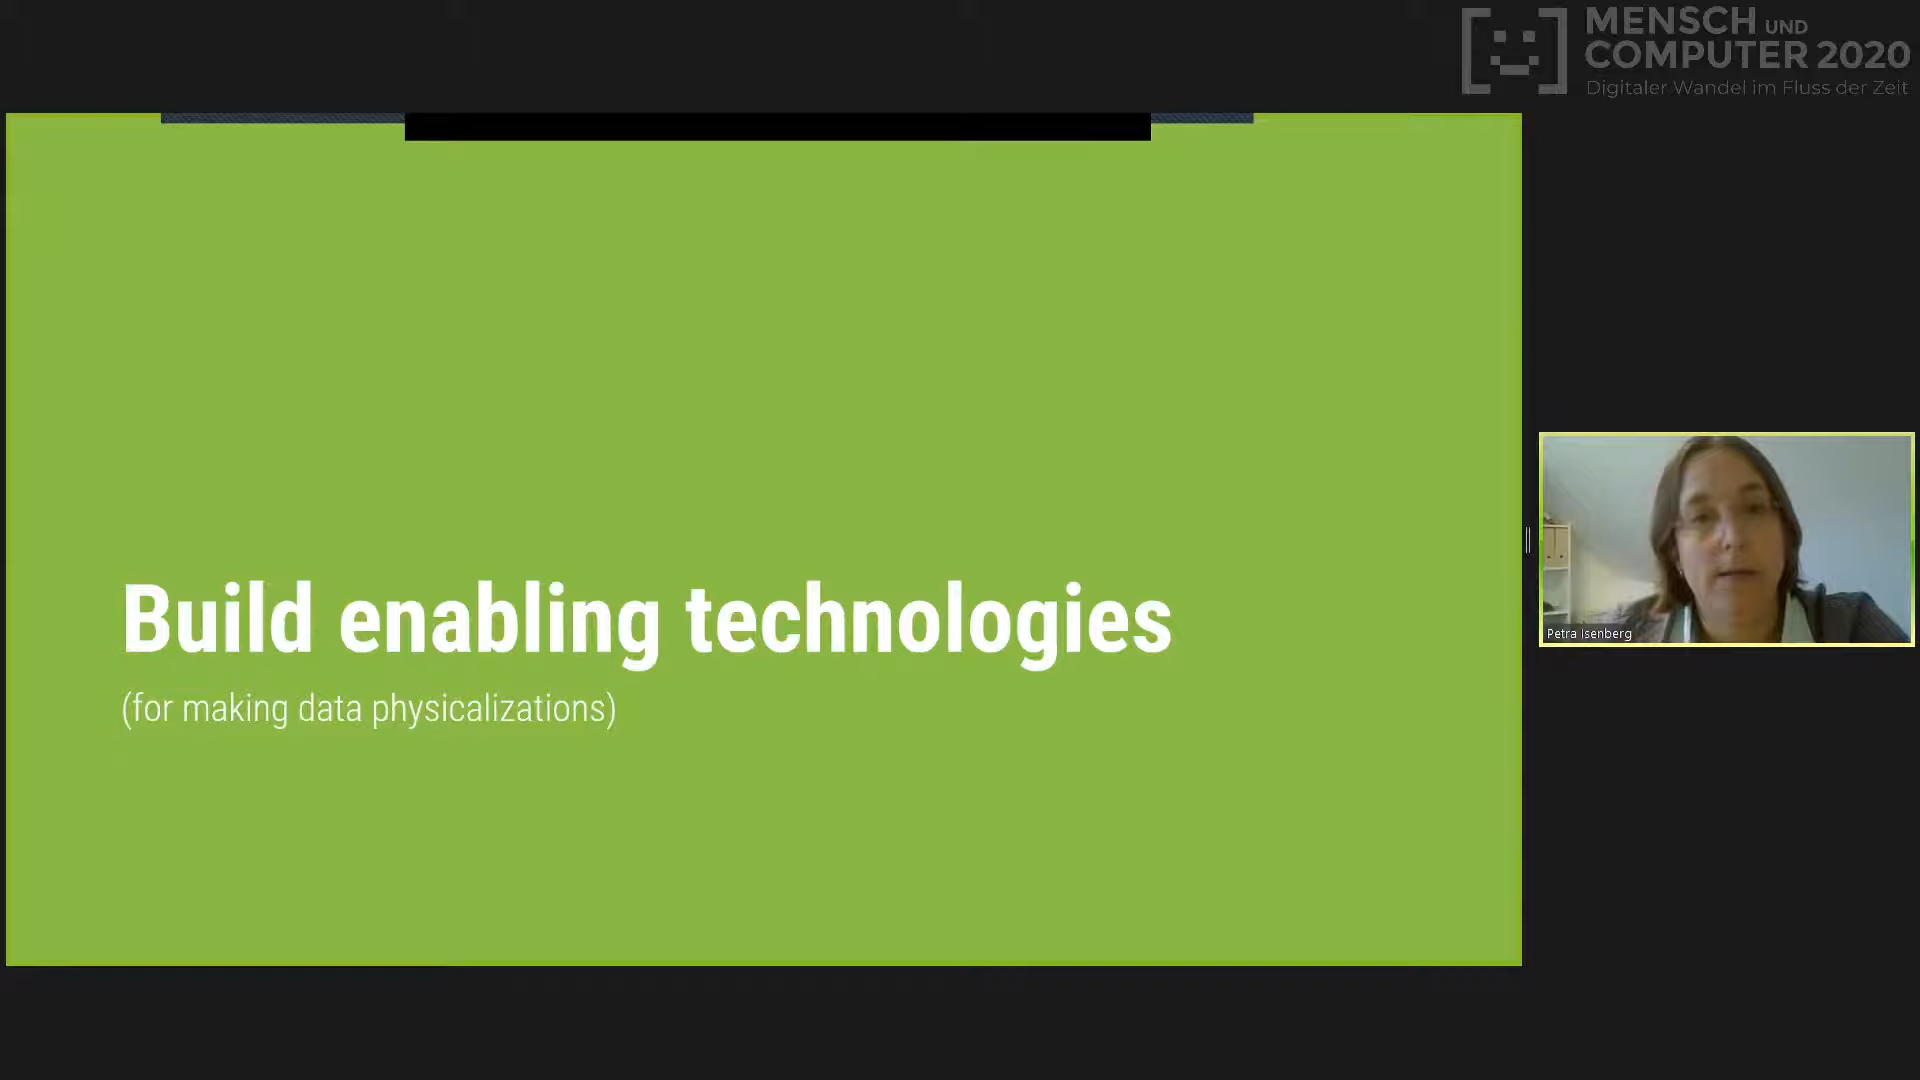 MENSCH UND
COMPUTER 2020
Digitaler Wandel im Fluss der Zeit
Build enabling technologies
(for making data physicalizations)
Petra Isenberg